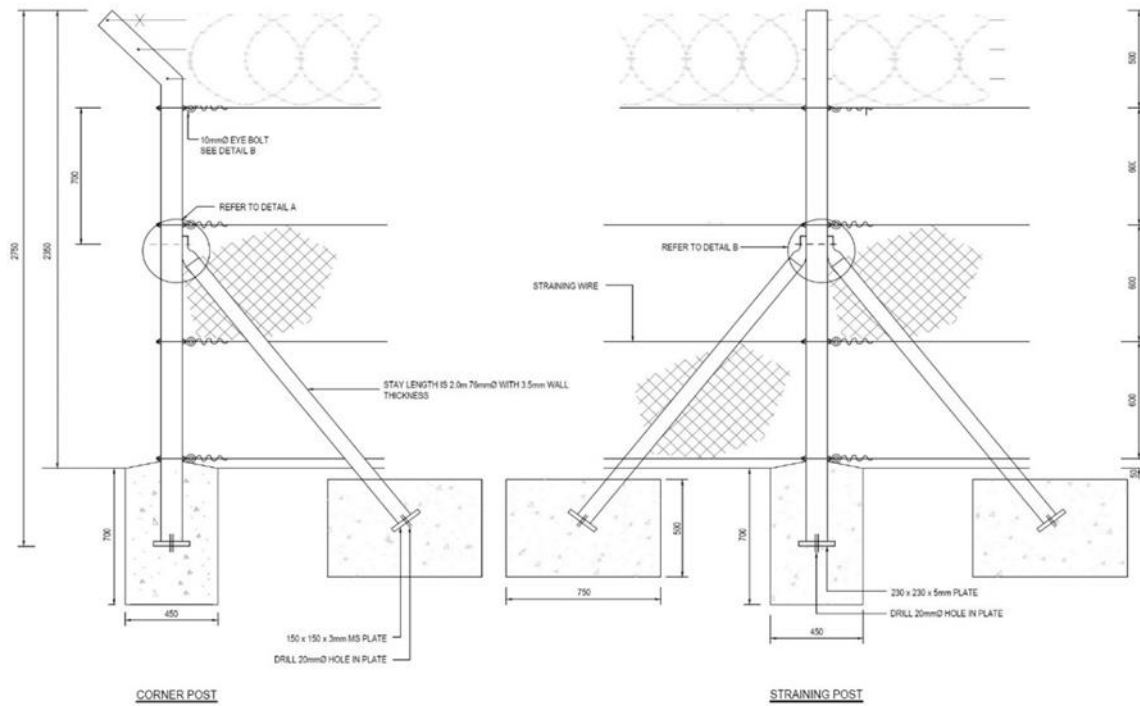 2750
2350
700
10mmØ EYE BOLT
SEE DETAIL B
REFER TO DETAIL A
STAY LENGTH IS 2.0m 76mmØ WITH 3.5mm WALL
THICKNESS
700
450
150 x 150 x 3mm MS PLATE
DRILL 20mmØ HOLE IN PLATE
CORNER POST
REFER TO DETAIL B
STRAINING WIRE
500
600
600
600
50
500
750
700
450
230 x 230 x 5mm PLATE
DRILL 20mmØ HOLE IN PLATE
STRAINING POST